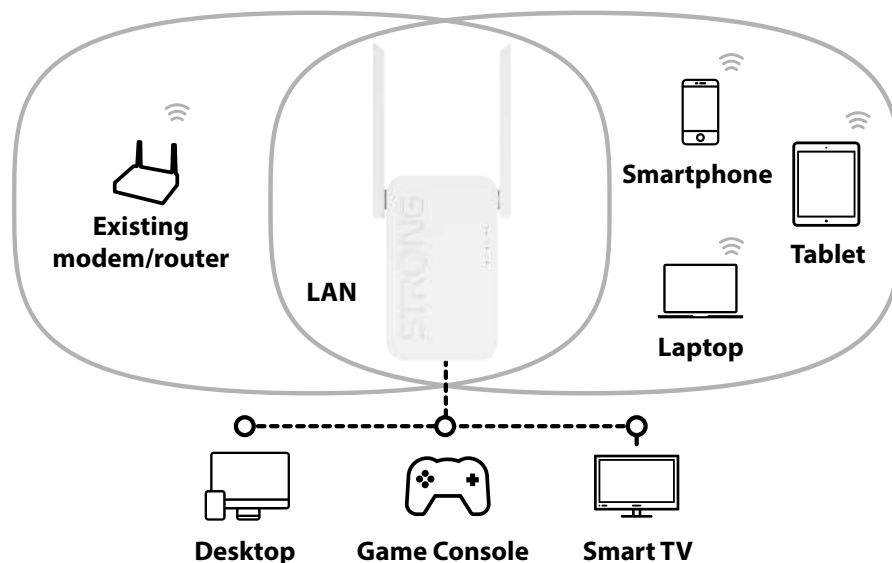 Smartphone
Existing
modem/router
Tablet
STRONG
LAN
Laptop
Desktop
Game Console
Smart TV